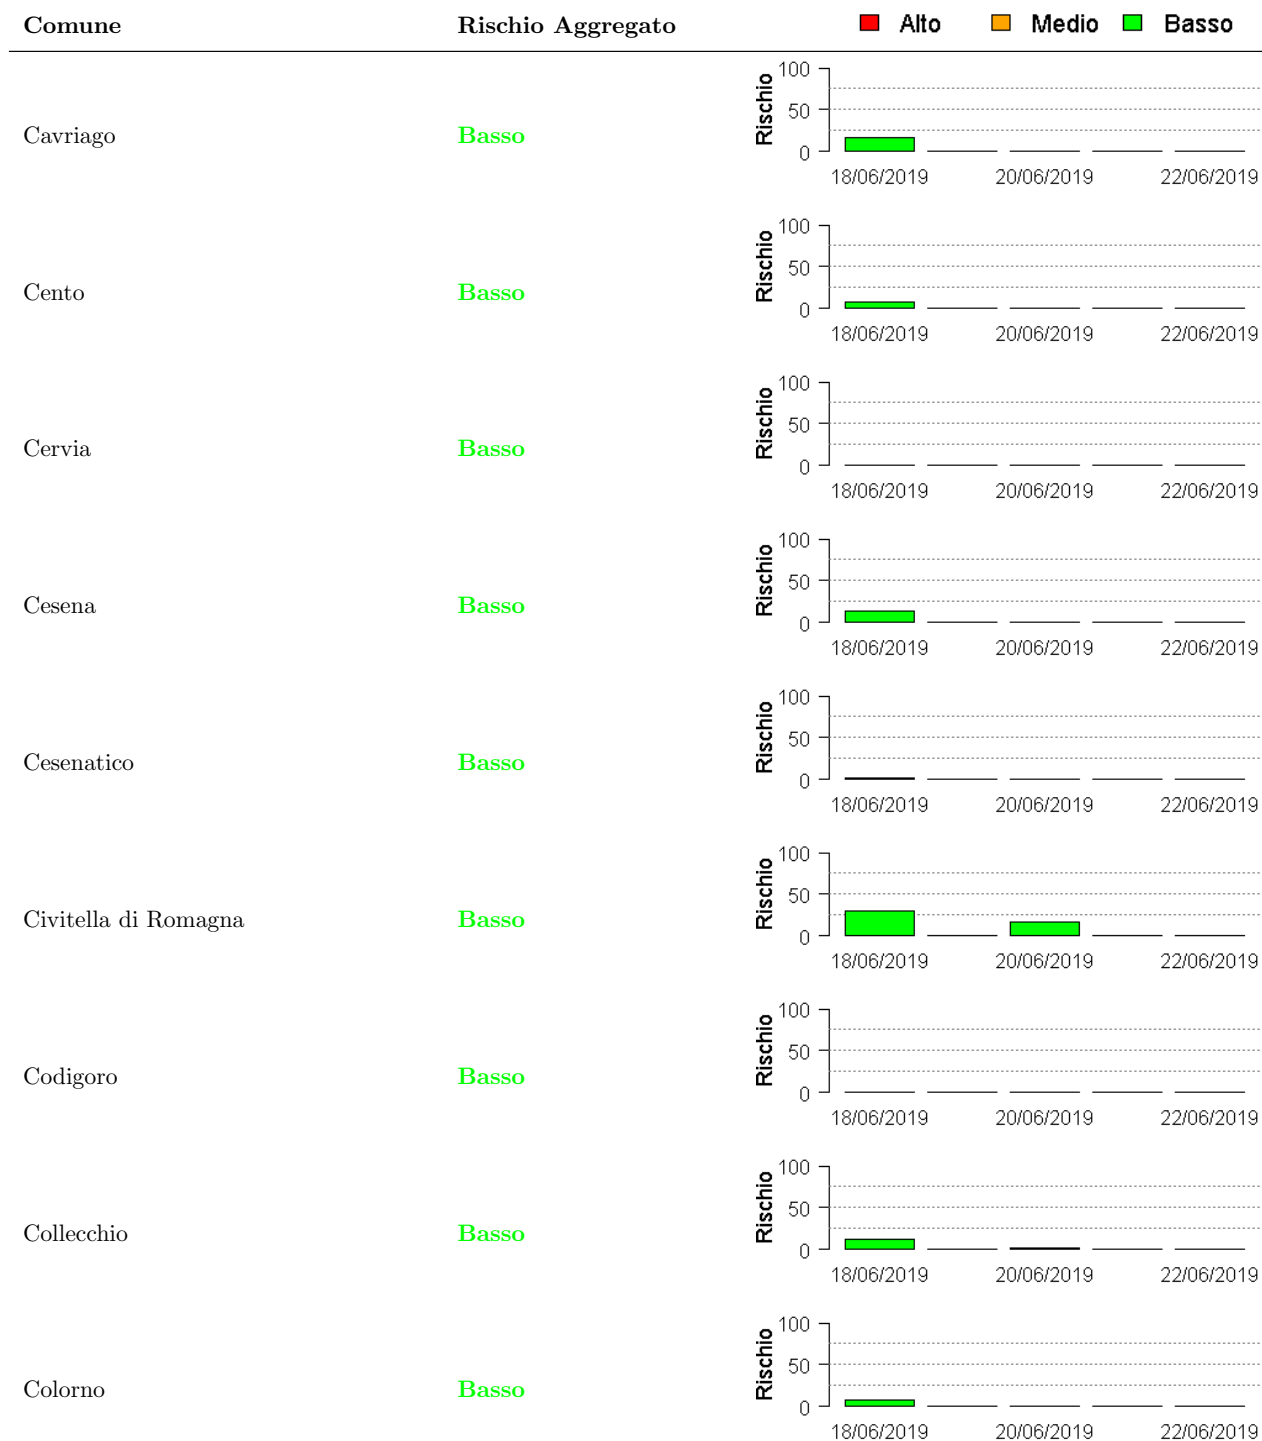 Comune Rischio Aggregato Alto Medio Basso
Cavriago Basso Rischio 100 50 0
18/06/2019 20/06/2019 22/06/2019
Cento Basso Rischio 100 50 0
18/06/2019 20/06/2019 22/06/2019
Cervia Basso Rischio 100 50 0
18/06/2019 20/06/2019 22/06/2019
Cesena Basso Rischio 100 50 0
18/06/2019 20/06/2019 22/06/2019
Cesenatico Basso Rischio 100 50 0
18/06/2019 20/06/2019 22/06/2019
Civitella di Romagna Basso Rischio 100 50 0
18/06/2019 20/06/2019 22/06/2019
Codigoro Basso Rischio 100 50 0
18/06/2019 20/06/2019 22/06/2019
Collecchio Basso Rischio 100 50 0
18/06/2019 20/06/2019 22/06/2019
Colorno Basso Rischio 100 50 0
18/06/2019 20/06/2019 22/06/2019